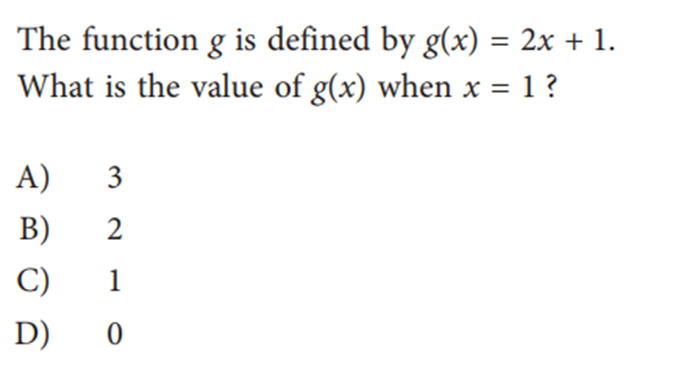 The function g is defined by g(x) = 2x + 1.
What is the value of g(x) when x = 1 ?
A) 3
B) 2
C) 1
D) 0